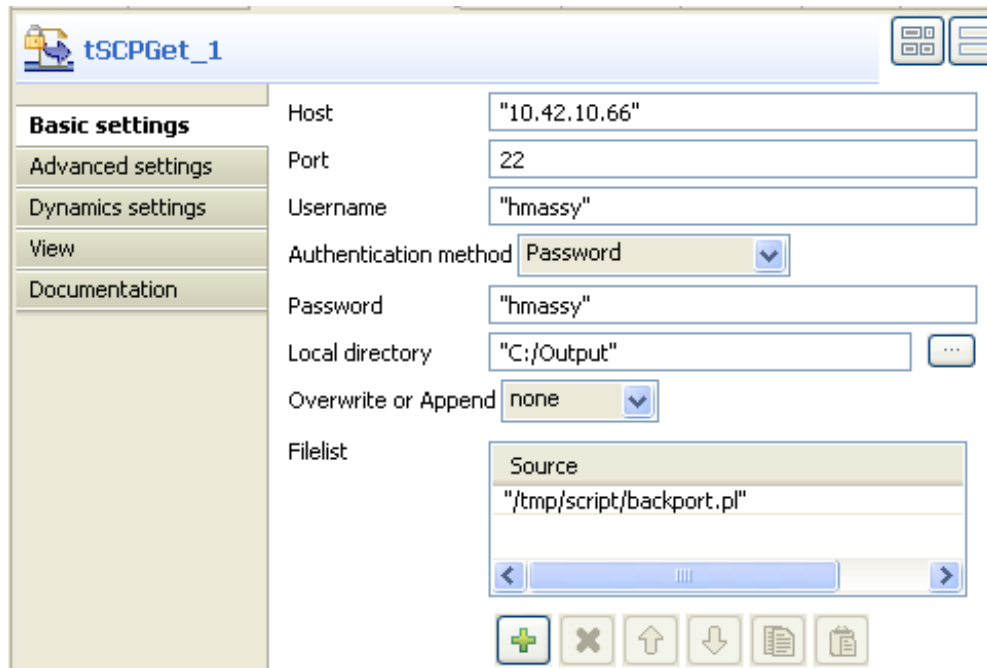 tSCPGet_1
Basic settings
Advanced settings
Dynamics settings
View
Documentation
Host "10.42.10.66"
Port 22
Username "hmassy"
Authentication method Password
Password "hmassy"
Local directory "C:/Output" ...
Overwrite or Append none
Filelist
Source
"/tmp/script/backport.pl"